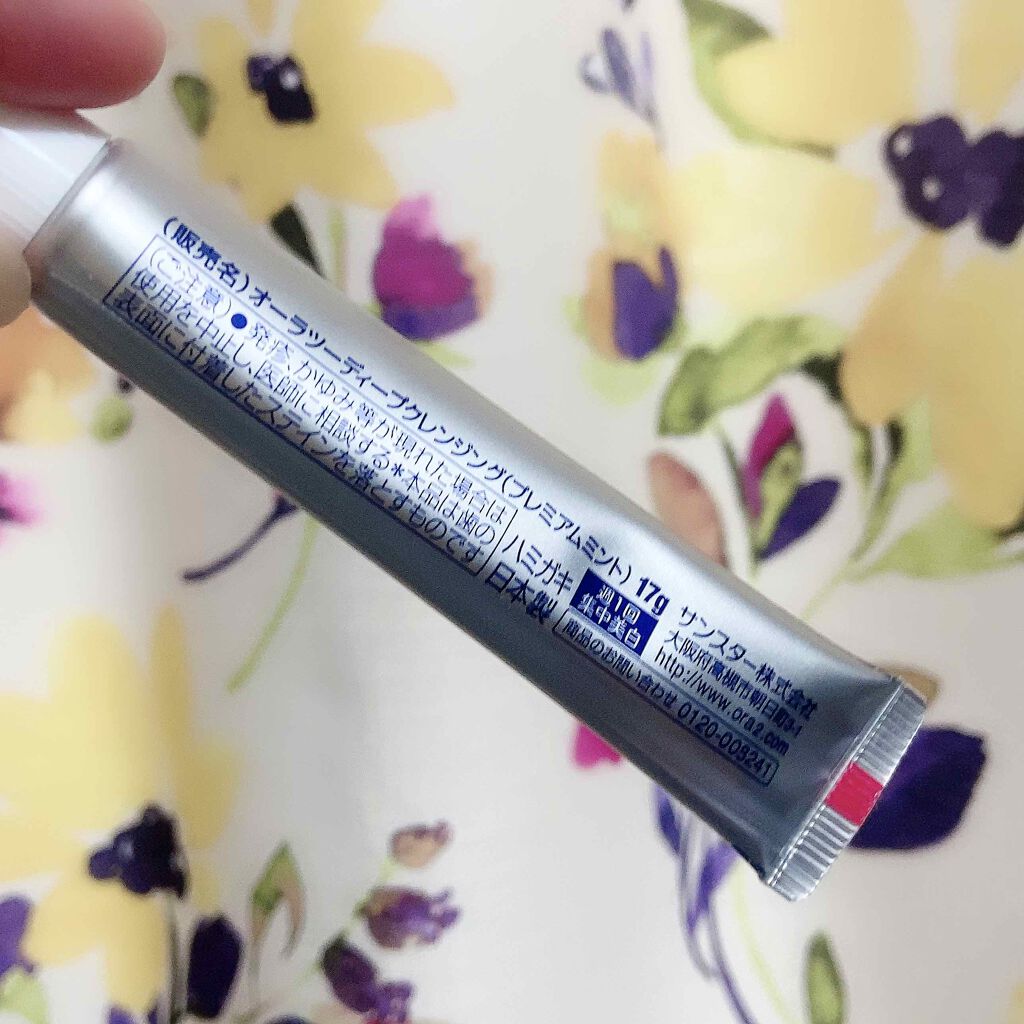 (販売名)オーラツーディープクレンジング(プレミアムミント) 17g
(ご注意)●発疹、かゆみ等が現れた場合は
使用を中止し、医師に相談する*本品は歯の
表面に付着したステインを落とすものです
ハミガキ
日本製
週1回
集中美白
サンスター株式会社
大阪府高槻市朝日町3-1
http://www.ora2.com
商品のお問い合わせ 0120-008241